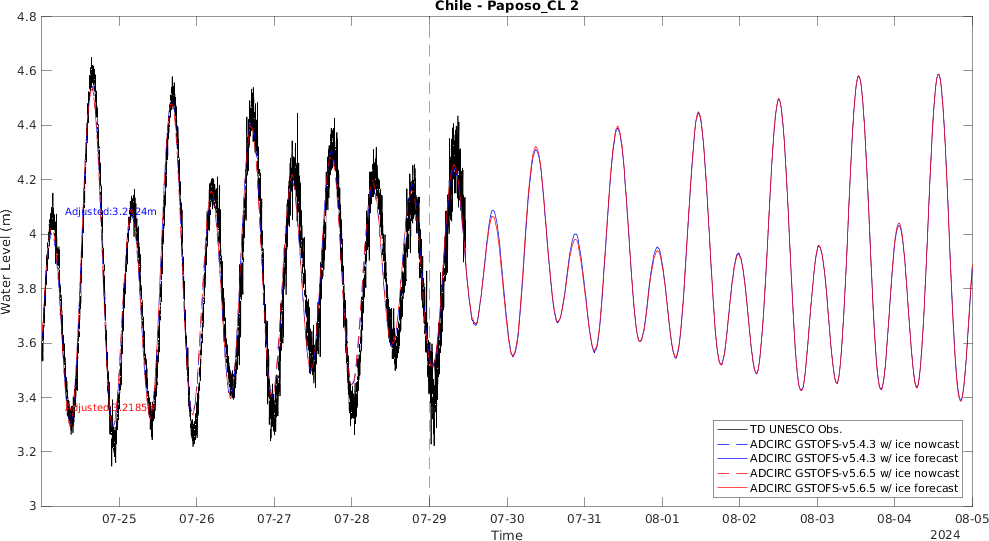 Chile - Paposo_CL 2
4.8
4.6
4.4
4.2
4
3.8
3.6
3.4
3.2
3
Water Level (m)
07-25
07-26
07-27
07-28
07-29
07-30
07-31
08-01
08-02
08-03
08-04
08-05
Time
2024
TD UNESCO Obs.
ADCIRC GSTOFS-v5.4.3 w/ ice nowcast
ADCIRC GSTOFS-v5.4.3 w/ ice forecast
ADCIRC GSTOFS-v5.6.5 w/ ice nowcast
ADCIRC GSTOFS-v5.6.5 w/ ice forecast